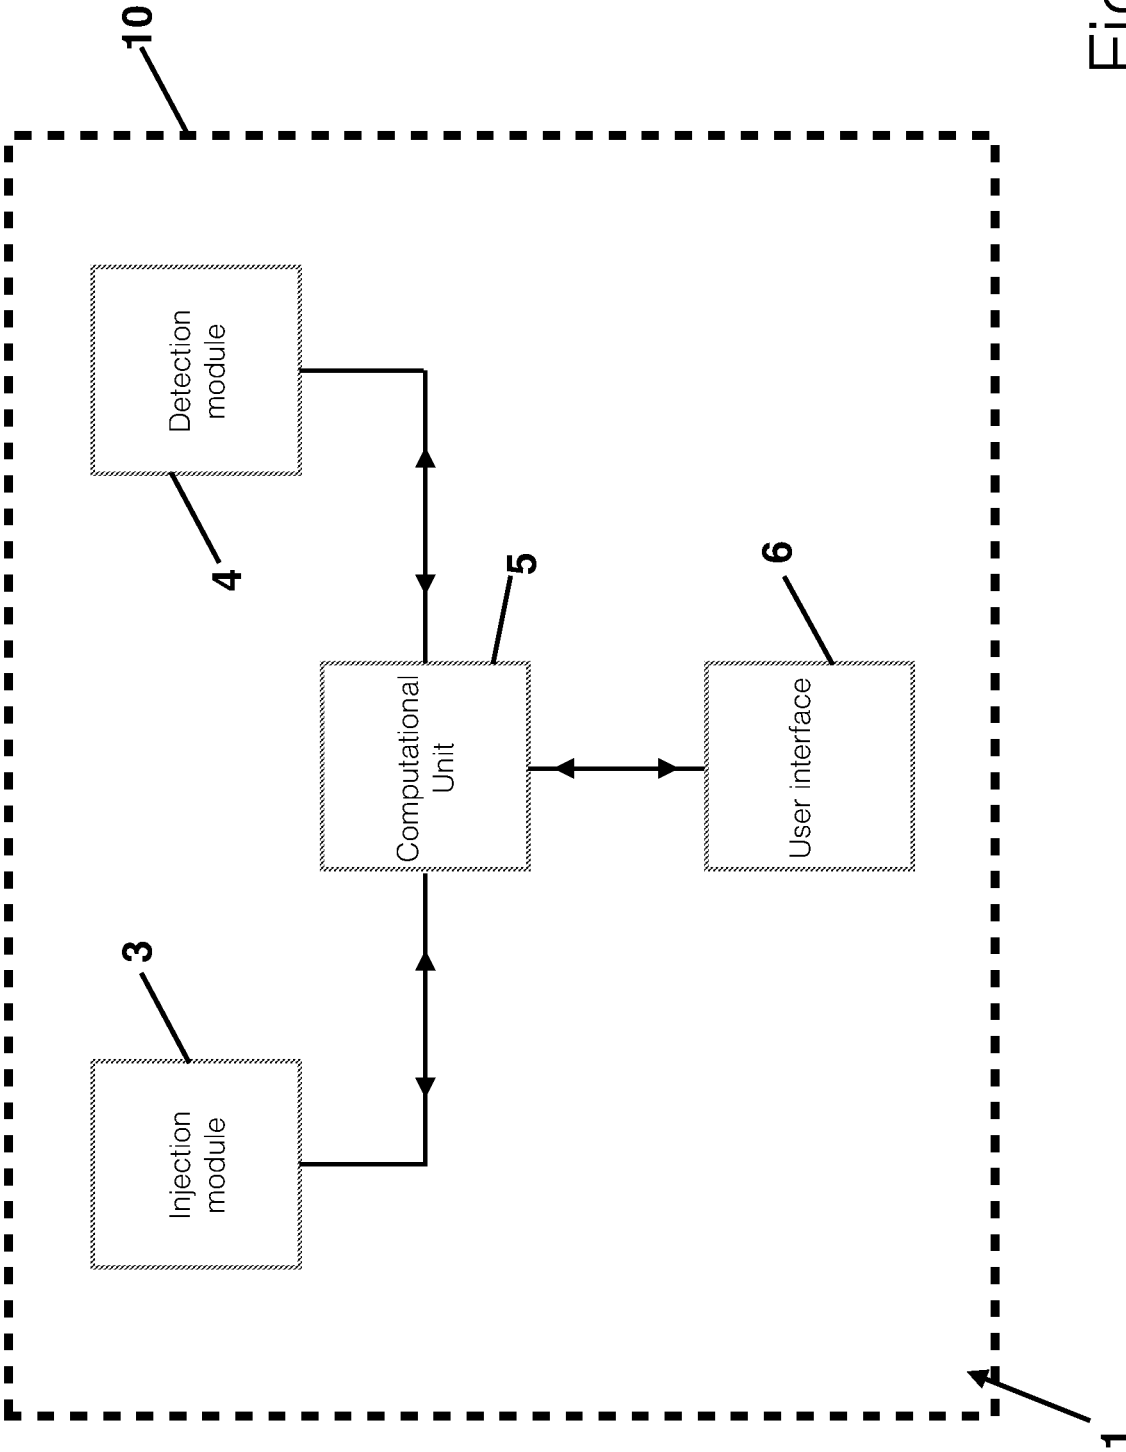 10
3
Injection
module
Detection
module
4
Computational
Unit
5
6
User interface
1